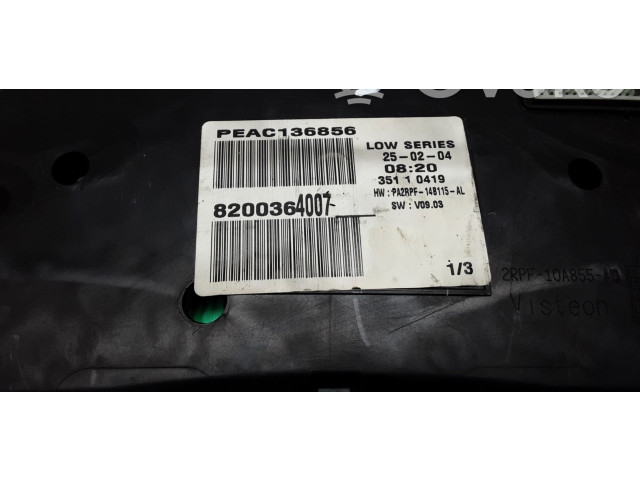 PEAC136856
LOW SERIES
25-02-04
08:20
351 1 0419
HW : PA2RPF-14B115-AL
SW : V09.03
8200364007
1/3
2RPF-10A855-
Visteon